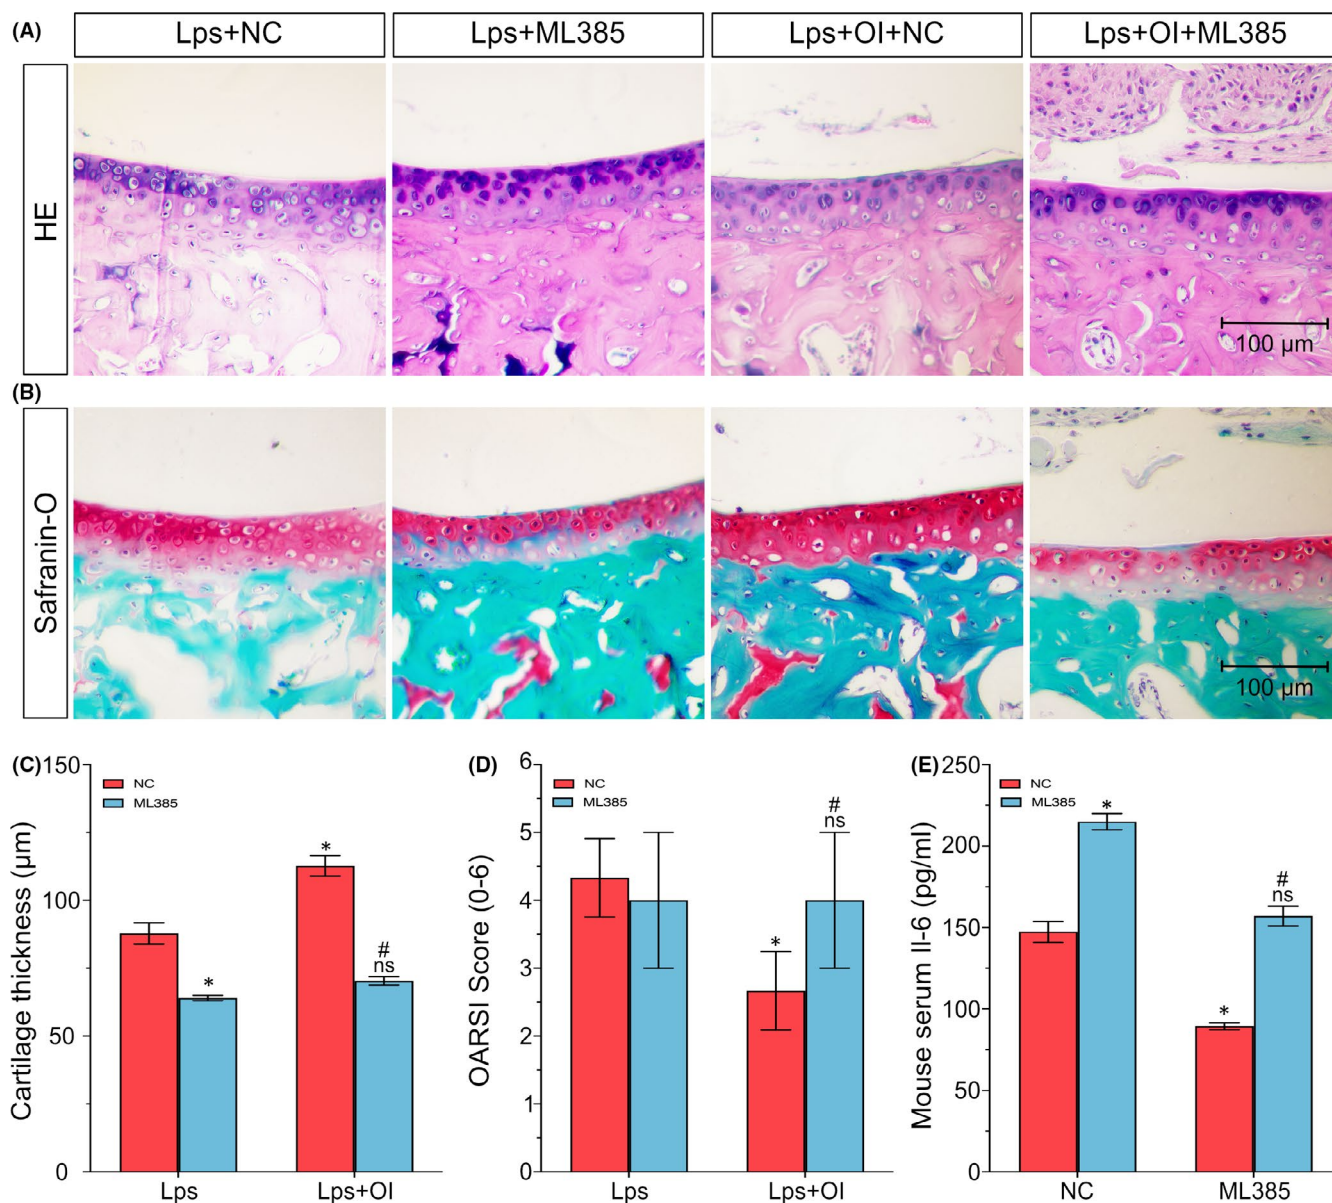 (A)
Lps+NC
Lps+ML385
Lps+OI+NC
Lps+OI+ML385
HE
100 µm
(B)
Safranin-O
100 µm
(C)
Cartilage thickness (µm)
150
100
50
0
NC
ML385
*
*
#
ns
Lps
Lps+OI
(D)
OARSI Score (0-6)
6
5
4
3
2
1
0
NC
ML385
*
#
ns
Lps
Lps+OI
(E)
Mouse serum Il-6 (pg/ml)
250
200
150
100
50
0
NC
ML385
*
*
#
ns
NC
ML385